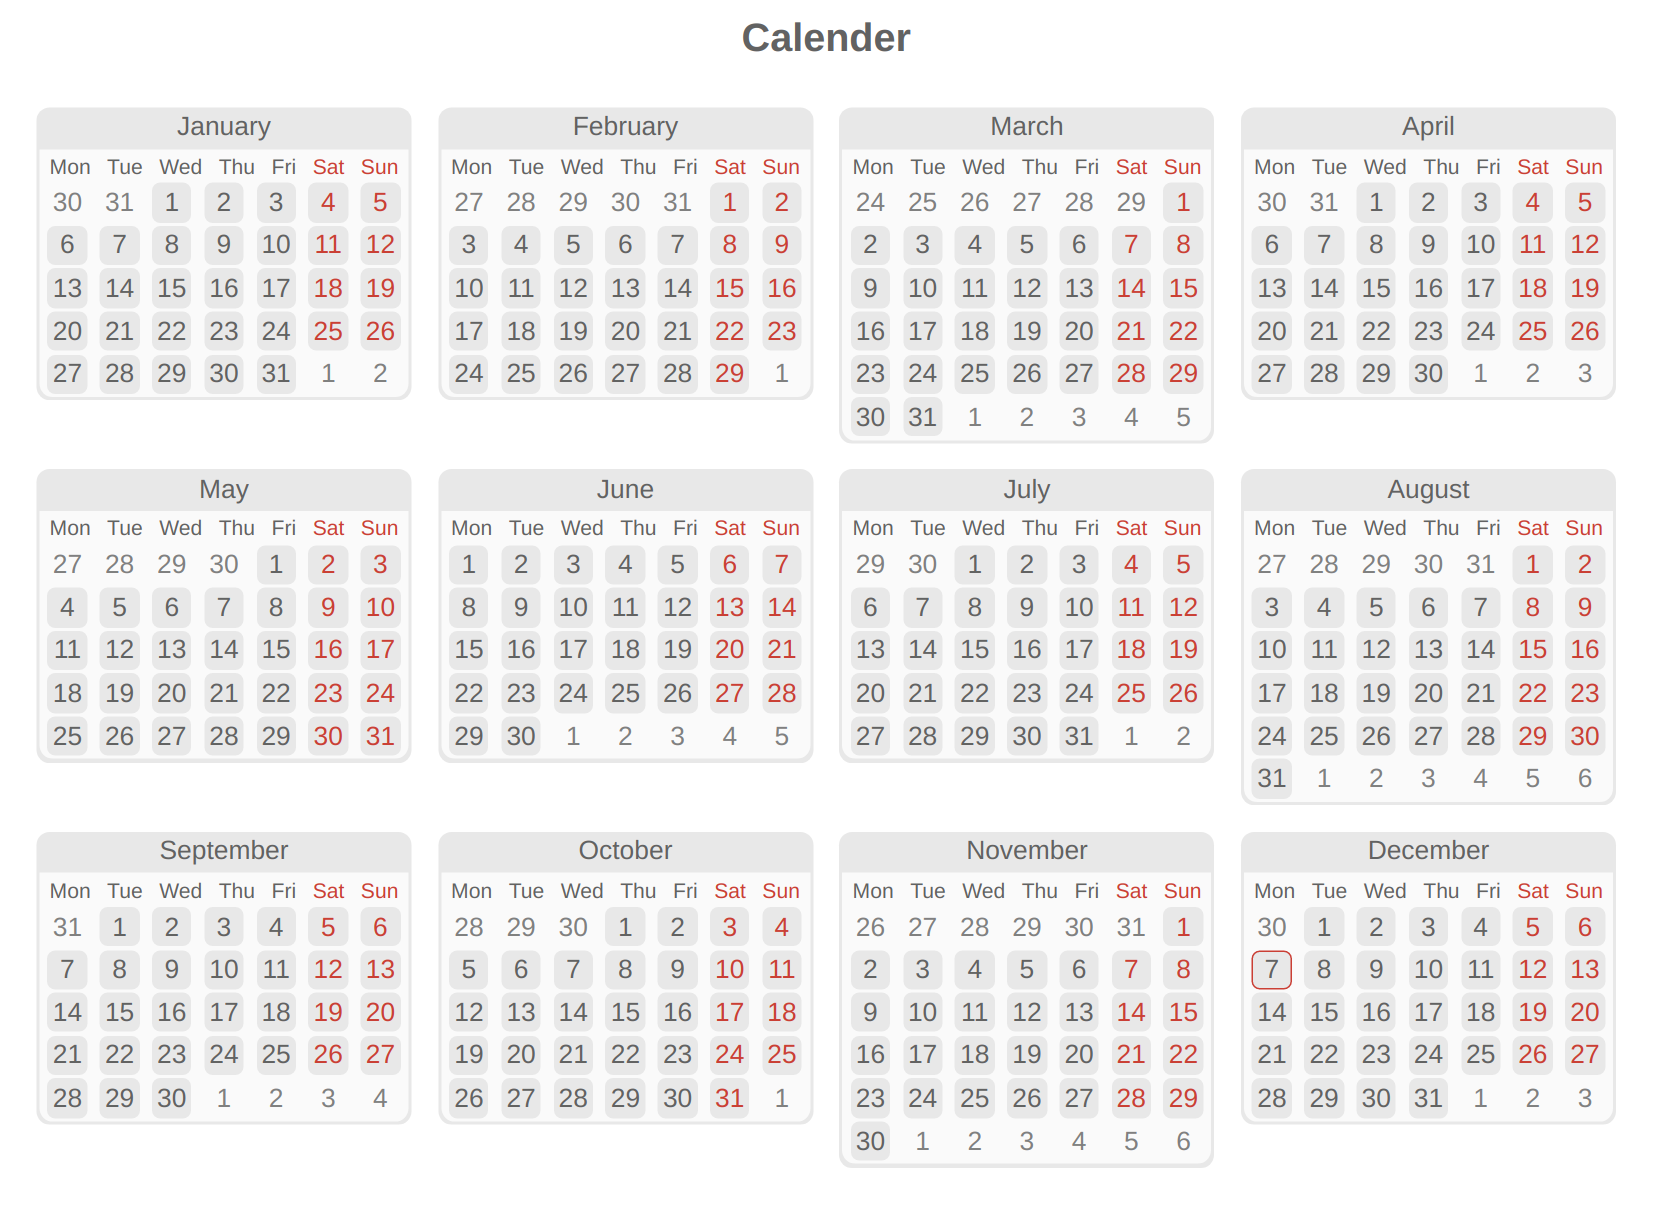 Calender
January February March April
Mon Tue Wed Thu Fri Sat Sun Mon Tue Wed Thu Fri Sat Sun Mon Tue Wed Thu Fri Sat Sun Mon Tue Wed Thu Fri Sat Sun
30 31 1 2 3 4 5 27 28 29 30 31 1 2 24 25 26 27 28 29 1 30 31 1 2 3 4 5
6 7 8 9 10 11 12 3 4 5 6 7 8 9 2 3 4 5 6 7 8 6 7 8 9 10 11 12
13 14 15 16 17 18 19 10 11 12 13 14 15 16 9 10 11 12 13 14 15 13 14 15 16 17 18 19
20 21 22 23 24 25 26 17 18 19 20 21 22 23 16 17 18 19 20 21 22 20 21 22 23 24 25 26
27 28 29 30 31 1 2 24 25 26 27 28 29 1 23 24 25 26 27 28 29 27 28 29 30 1 2 3
30 31 1 2 3 4 5
May June July August
Mon Tue Wed Thu Fri Sat Sun Mon Tue Wed Thu Fri Sat Sun Mon Tue Wed Thu Fri Sat Sun Mon Tue Wed Thu Fri Sat Sun
27 28 29 30 1 2 3 1 2 3 4 5 6 7 29 30 1 2 3 4 5 27 28 29 30 31 1 2
4 5 6 7 8 9 10 8 9 10 11 12 13 14 6 7 8 9 10 11 12 3 4 5 6 7 8 9
11 12 13 14 15 16 17 15 16 17 18 19 20 21 13 14 15 16 17 18 19 10 11 12 13 14 15 16
18 19 20 21 22 23 24 22 23 24 25 26 27 28 20 21 22 23 24 25 26 17 18 19 20 21 22 23
25 26 27 28 29 30 31 29 30 1 2 3 4 5 27 28 29 30 31 1 2 24 25 26 27 28 29 30
31 1 2 3 4 5 6
September October November December
Mon Tue Wed Thu Fri Sat Sun Mon Tue Wed Thu Fri Sat Sun Mon Tue Wed Thu Fri Sat Sun Mon Tue Wed Thu Fri Sat Sun
31 1 2 3 4 5 6 28 29 30 1 2 3 4 26 27 28 29 30 31 1 30 1 2 3 4 5 6
7 8 9 10 11 12 13 5 6 7 8 9 10 11 2 3 4 5 6 7 8 7 8 9 10 11 12 13
14 15 16 17 18 19 20 12 13 14 15 16 17 18 9 10 11 12 13 14 15 14 15 16 17 18 19 20
21 22 23 24 25 26 27 19 20 21 22 23 24 25 16 17 18 19 20 21 22 21 22 23 24 25 26 27
28 29 30 1 2 3 4 26 27 28 29 30 31 1 23 24 25 26 27 28 29 28 29 30 31 1 2 3
30 1 2 3 4 5 6